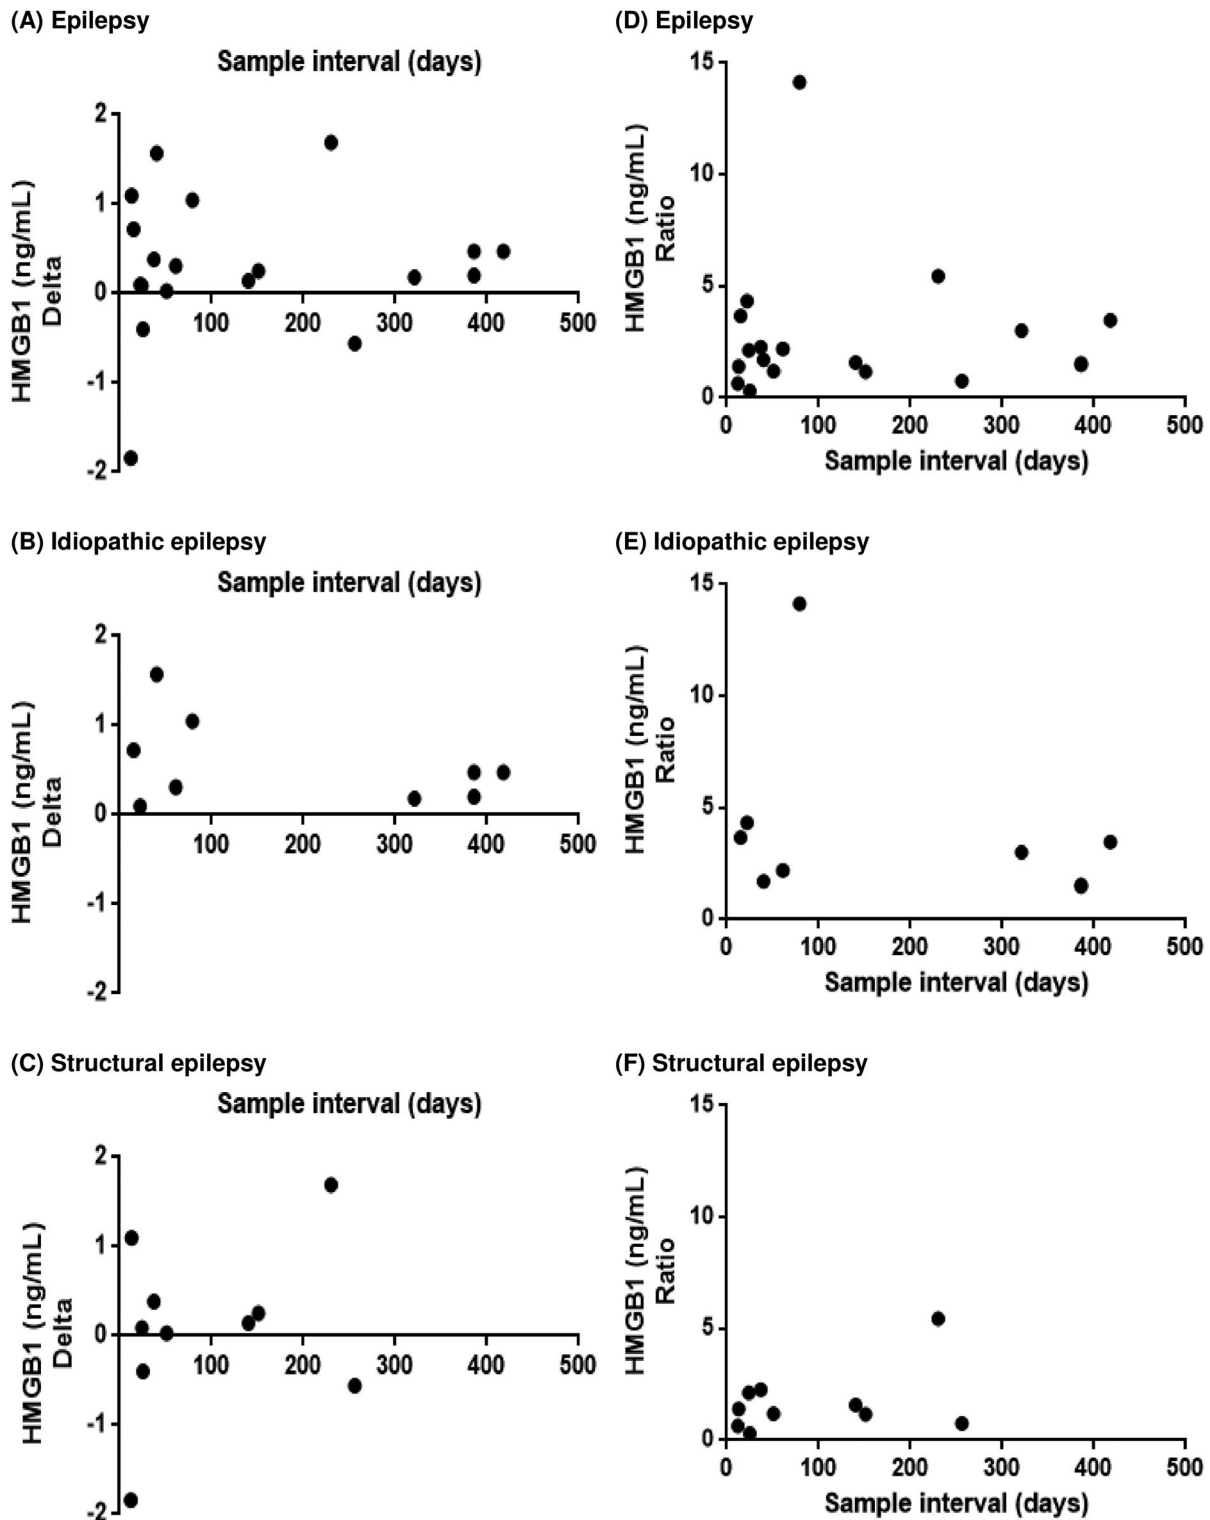 (A) Epilepsy
Sample interval (days)
HMGB1 (ng/mL)
Delta
2
1
0
-1
-2
100 200 300 400 500
(D) Epilepsy
HMGB1 (ng/mL)
Ratio
15
10
5
0
0 100 200 300 400 500
Sample interval (days)
(B) Idiopathic epilepsy
Sample interval (days)
HMGB1 (ng/mL)
Delta
2
1
0
-1
-2
100 200 300 400 500
(E) Idiopathic epilepsy
HMGB1 (ng/mL)
Ratio
15
10
5
0
0 100 200 300 400 500
Sample interval (days)
(C) Structural epilepsy
Sample interval (days)
HMGB1 (ng/mL)
Delta
2
1
0
-1
-2
100 200 300 400 500
(F) Structural epilepsy
HMGB1 (ng/mL)
Ratio
15
10
5
0
0 100 200 300 400 500
Sample interval (days)